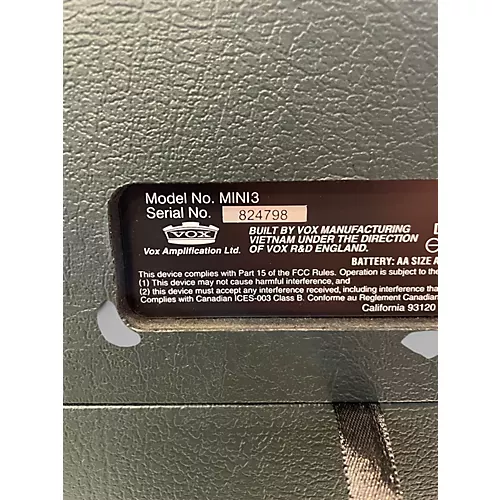 Model No. MINI3
Serial No. 824798
VOX
Vox Amplification Ltd.
BUILT BY VOX MANUFACTURING
VIETNAM UNDER THE DIRECTION
OF VOX R&D ENGLAND.
BATTERY: AA SIZE
This device complies with Part 15 of the FCC Rules. Operation is subject to the
(1) This device may not cause harmful interference, and
(2) this device must accept any interference received, including interference
Complies with Canadian ICES-003 Class B. Conforme au Reglement Canadian
California 93120